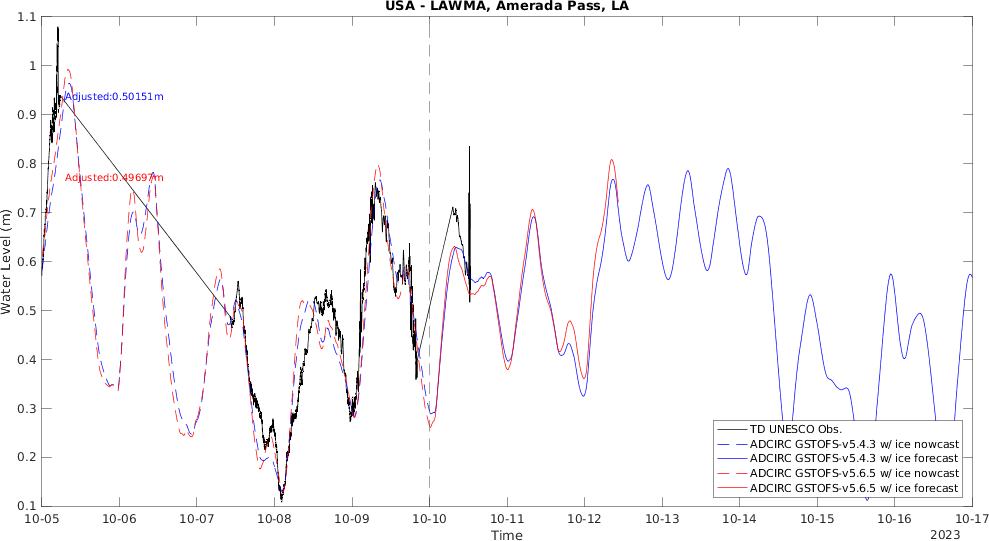 USA - LAWMA, Amerada Pass, LA
1.1
1
0.9
0.8
0.7
0.6
0.5
0.4
0.3
0.2
0.1
Water Level (m)
Adjusted:0.50151m
Adjusted:0.49697m
TD UNESCO Obs.
ADCIRC GSTOFS-v5.4.3 w/ ice nowcast
ADCIRC GSTOFS-v5.4.3 w/ ice forecast
ADCIRC GSTOFS-v5.6.5 w/ ice nowcast
ADCIRC GSTOFS-v5.6.5 w/ ice forecast
10-05 10-06 10-07 10-08 10-09 10-10 10-11 10-12 10-13 10-14 10-15 10-16 10-17
Time
2023